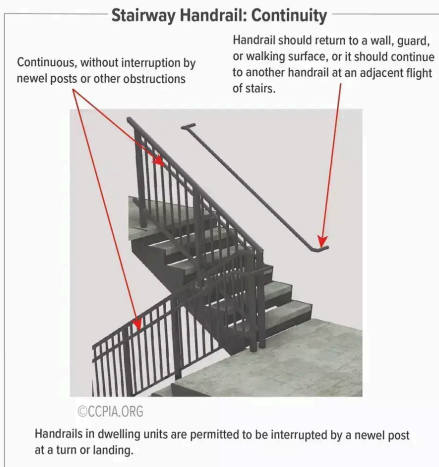 Stairway Handrail: Continuity
Continuous, without interruption by
newel posts or other obstructions
Handrail should return to a wall, guard,
or walking surface, or it should continue
to another handrail at an adjacent flight
of stairs.
©CCPIA.ORG
Handrails in dwelling units are permitted to be interrupted by a newel post
at a turn or landing.